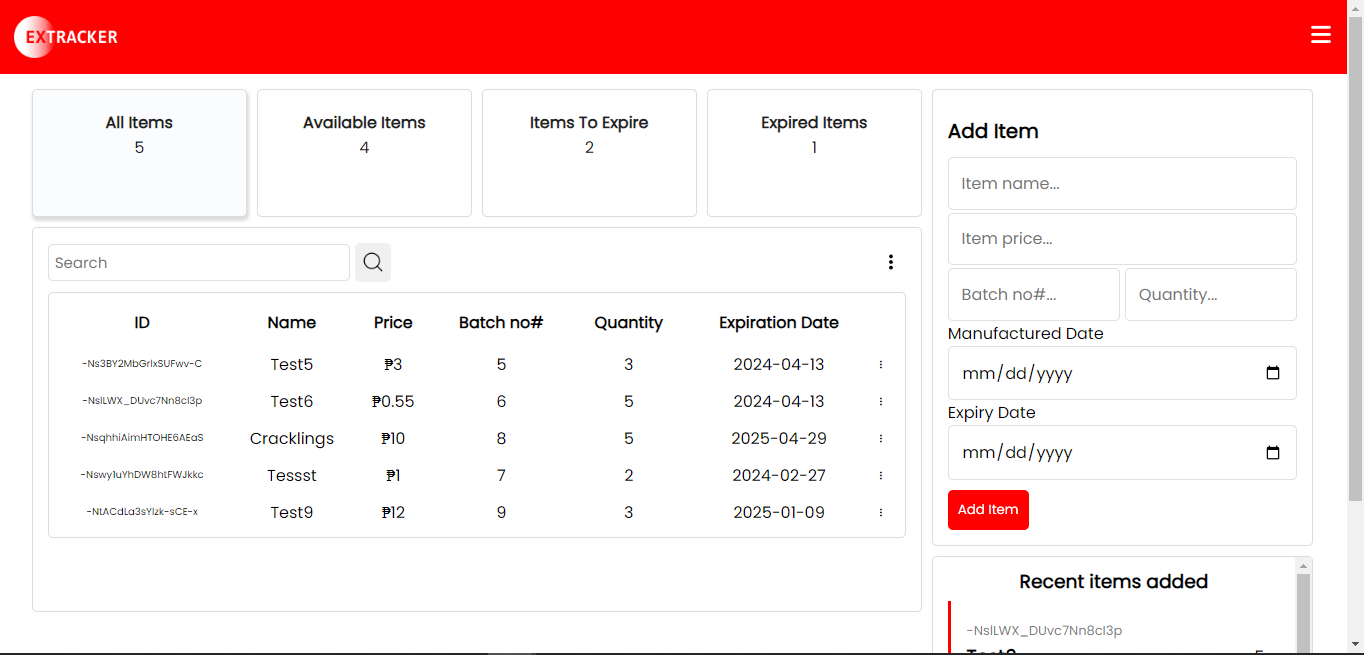 EXTRACKER
All Items
5
Available Items
4
Items To Expire
2
Expired Items
1
Search
ID Name Price Batch no# Quantity Expiration Date
-Ns3BY2MbGrlxSUFwv-C Test5 ₱3 5 3 2024-04-13
-NslLWX_DUvc7Nn8cI3p Test6 ₱0.55 6 5 2024-04-13
-NsqhhiAimHTOHE6AEaS Cracklings ₱10 8 5 2025-04-29
-Nswy1uYhDW8htFWJkkc Tessst ₱1 7 2 2024-02-27
-NtACdLa3sYlzk-sCE-x Test9 ₱12 9 3 2025-01-09
Add Item
Item name...
Item price...
Batch no#... Quantity...
Manufactured Date
mm/dd/yyyy
Expiry Date
mm/dd/yyyy
Add Item
Recent items added
-NslLWX_DUvc7Nn8cI3p